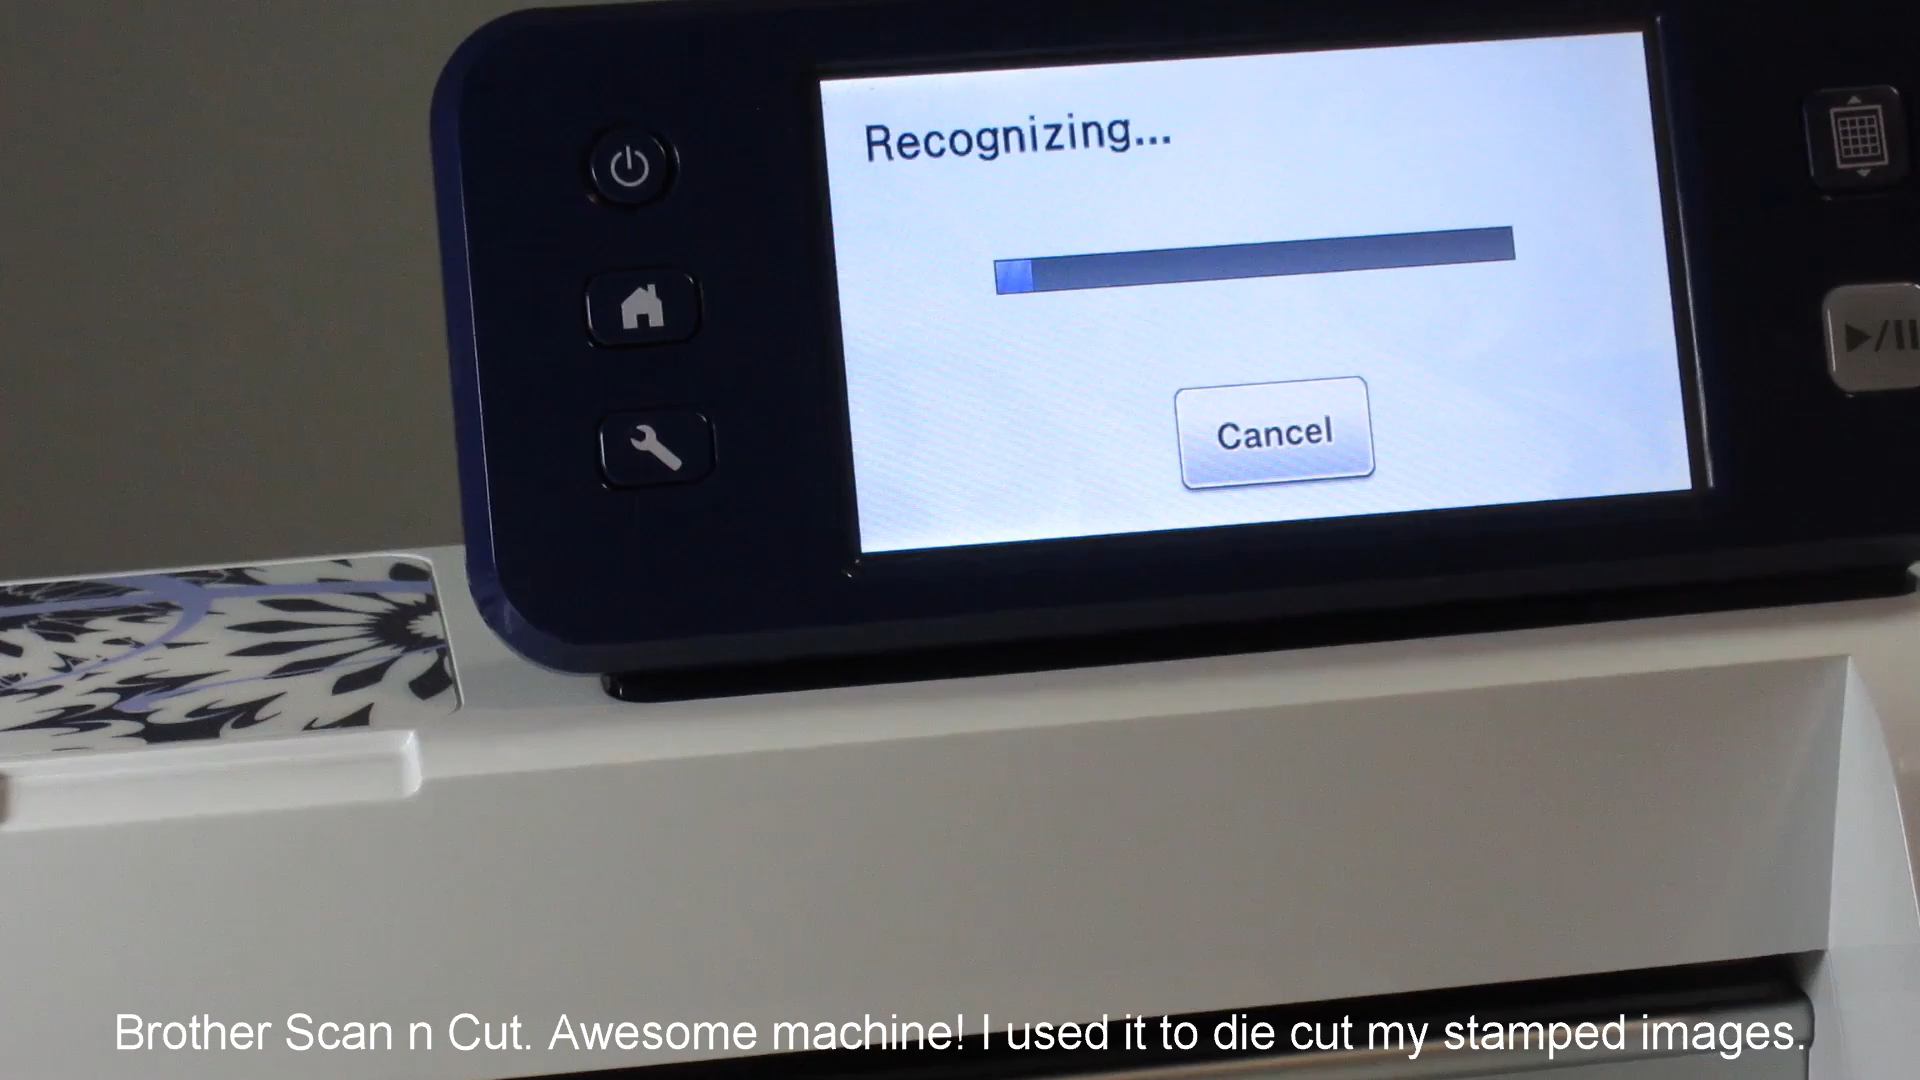 Recognizing...
Cancel
Brother Scan n Cut. Awesome machine! I used it to die cut my stamped images.